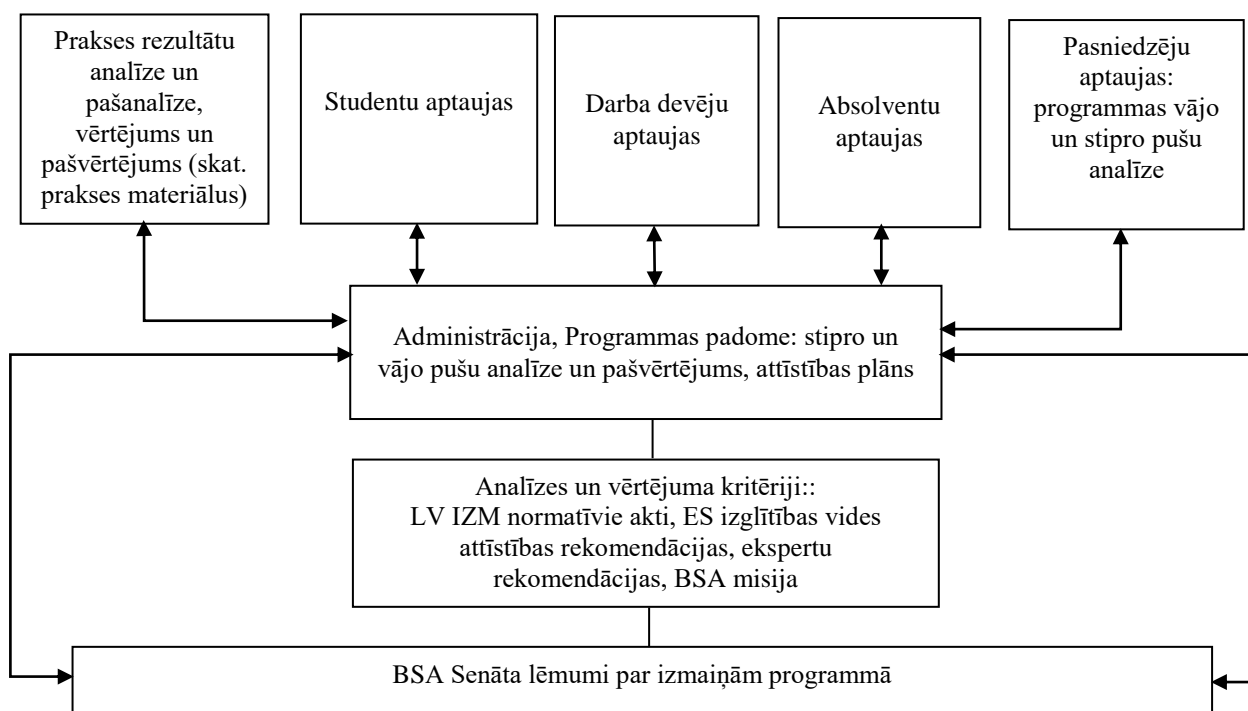 Prakses rezultātu
analīze un
pašanalīze,
vērtējums un
pašvērtējums (skat.
prakses materiālus)
Studentu aptaujas
Darba devēju
aptaujas
Absolventu
aptaujas
Pasniedzēju
aptaujas:
programmas vājo
un stipro pušu
analīze
Administrācija, Programmas padome: stipro un
vājo pušu analīze un pašvērtējums, attīstības plāns
Analīzes un vērtējuma kritēriji::
LV IZM normatīvie akti, ES izglītības vides
attīstības rekomendācijas, ekspertu
rekomendācijas, BSA misija
BSA Senāta lēmumi par izmaiņām programmā